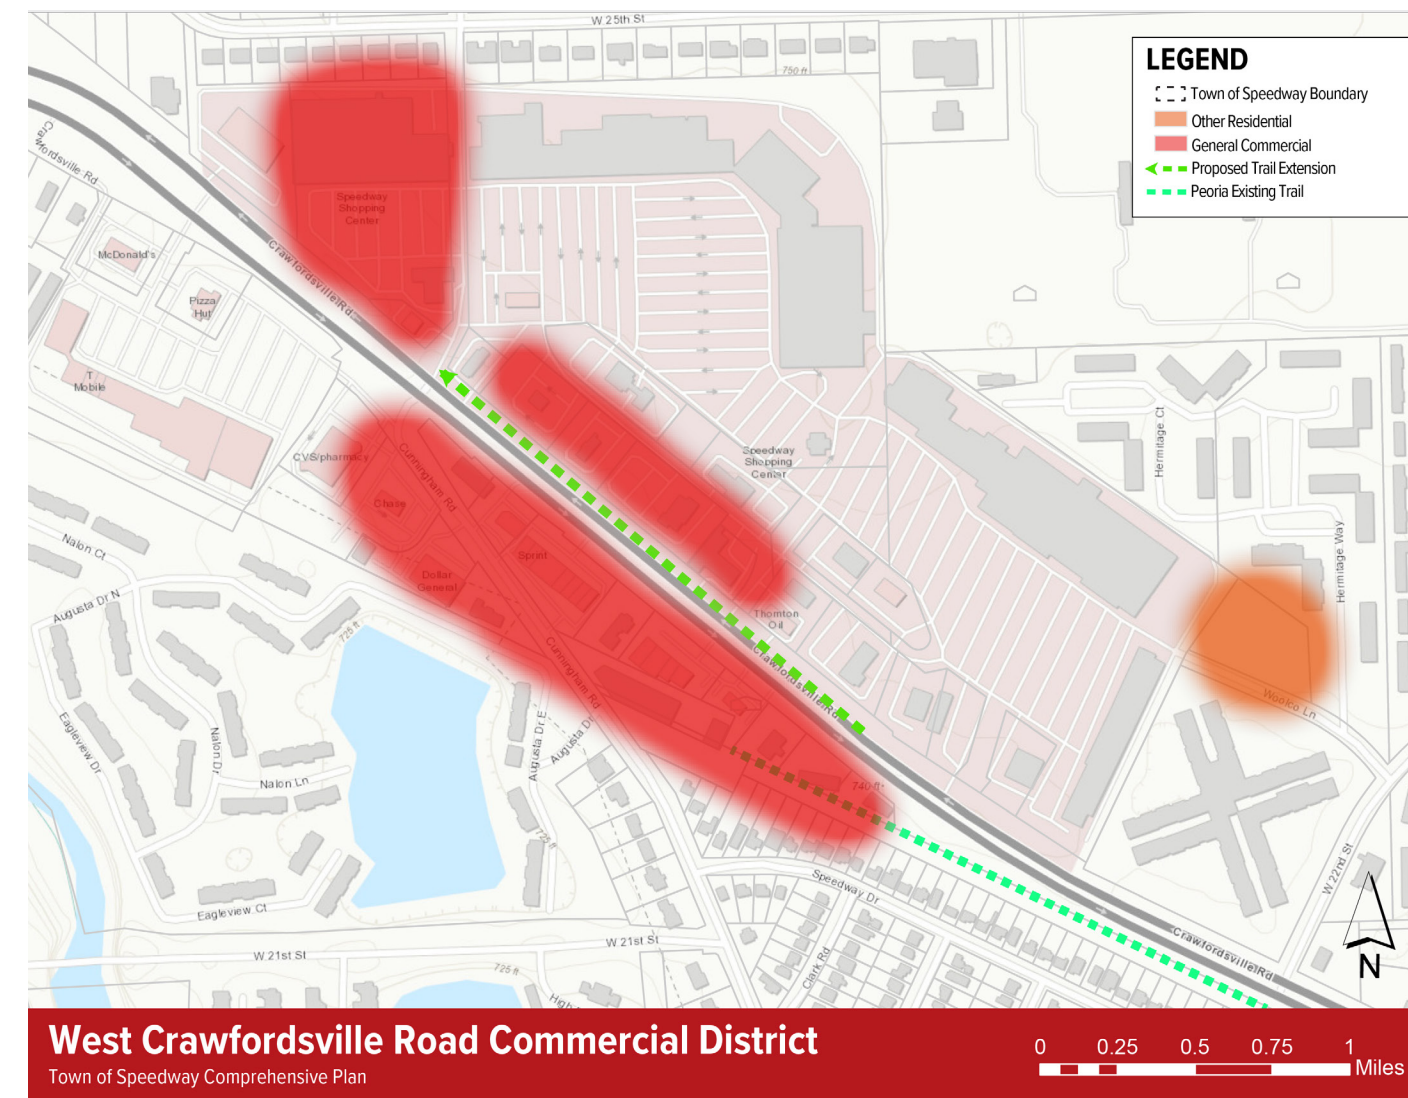 W 25th St
750 ft
LEGEND
Town of Speedway Boundary
Other Residential
General Commercial
Proposed Trail Extension
Peoria Existing Trail
Crawfordsville Rd
Speedway
Shopping
Center
McDonald's
Crawfordsville Rd
Pizza
Hut
T
Mobile
CVS/pharmacy
Cunningham Rd
Chase
Speedway
Shopping
Center
Hermitage Ct
Hermitage Way
Nalon Ct
Sprint
Dollar
General
Augusta Dr N
725 ft
Thornton
Oil
Cunningham Rd
Crawfordsville Rd
Woolco Ln
Eagleview Dr
Nalon Dr
Augusta Dr E
Augusta Dr
Nalon Ln
740 ft
725 ft
Speedway Dr
W 22nd St
Eagleview Ct
W 21st St
W 21st St
Clark Rd
Crawfordsville Rd
725 ft
N
West Crawfordsville Road Commercial District
Town of Speedway Comprehensive Plan
0 0.25 0.5 0.75 1
Miles